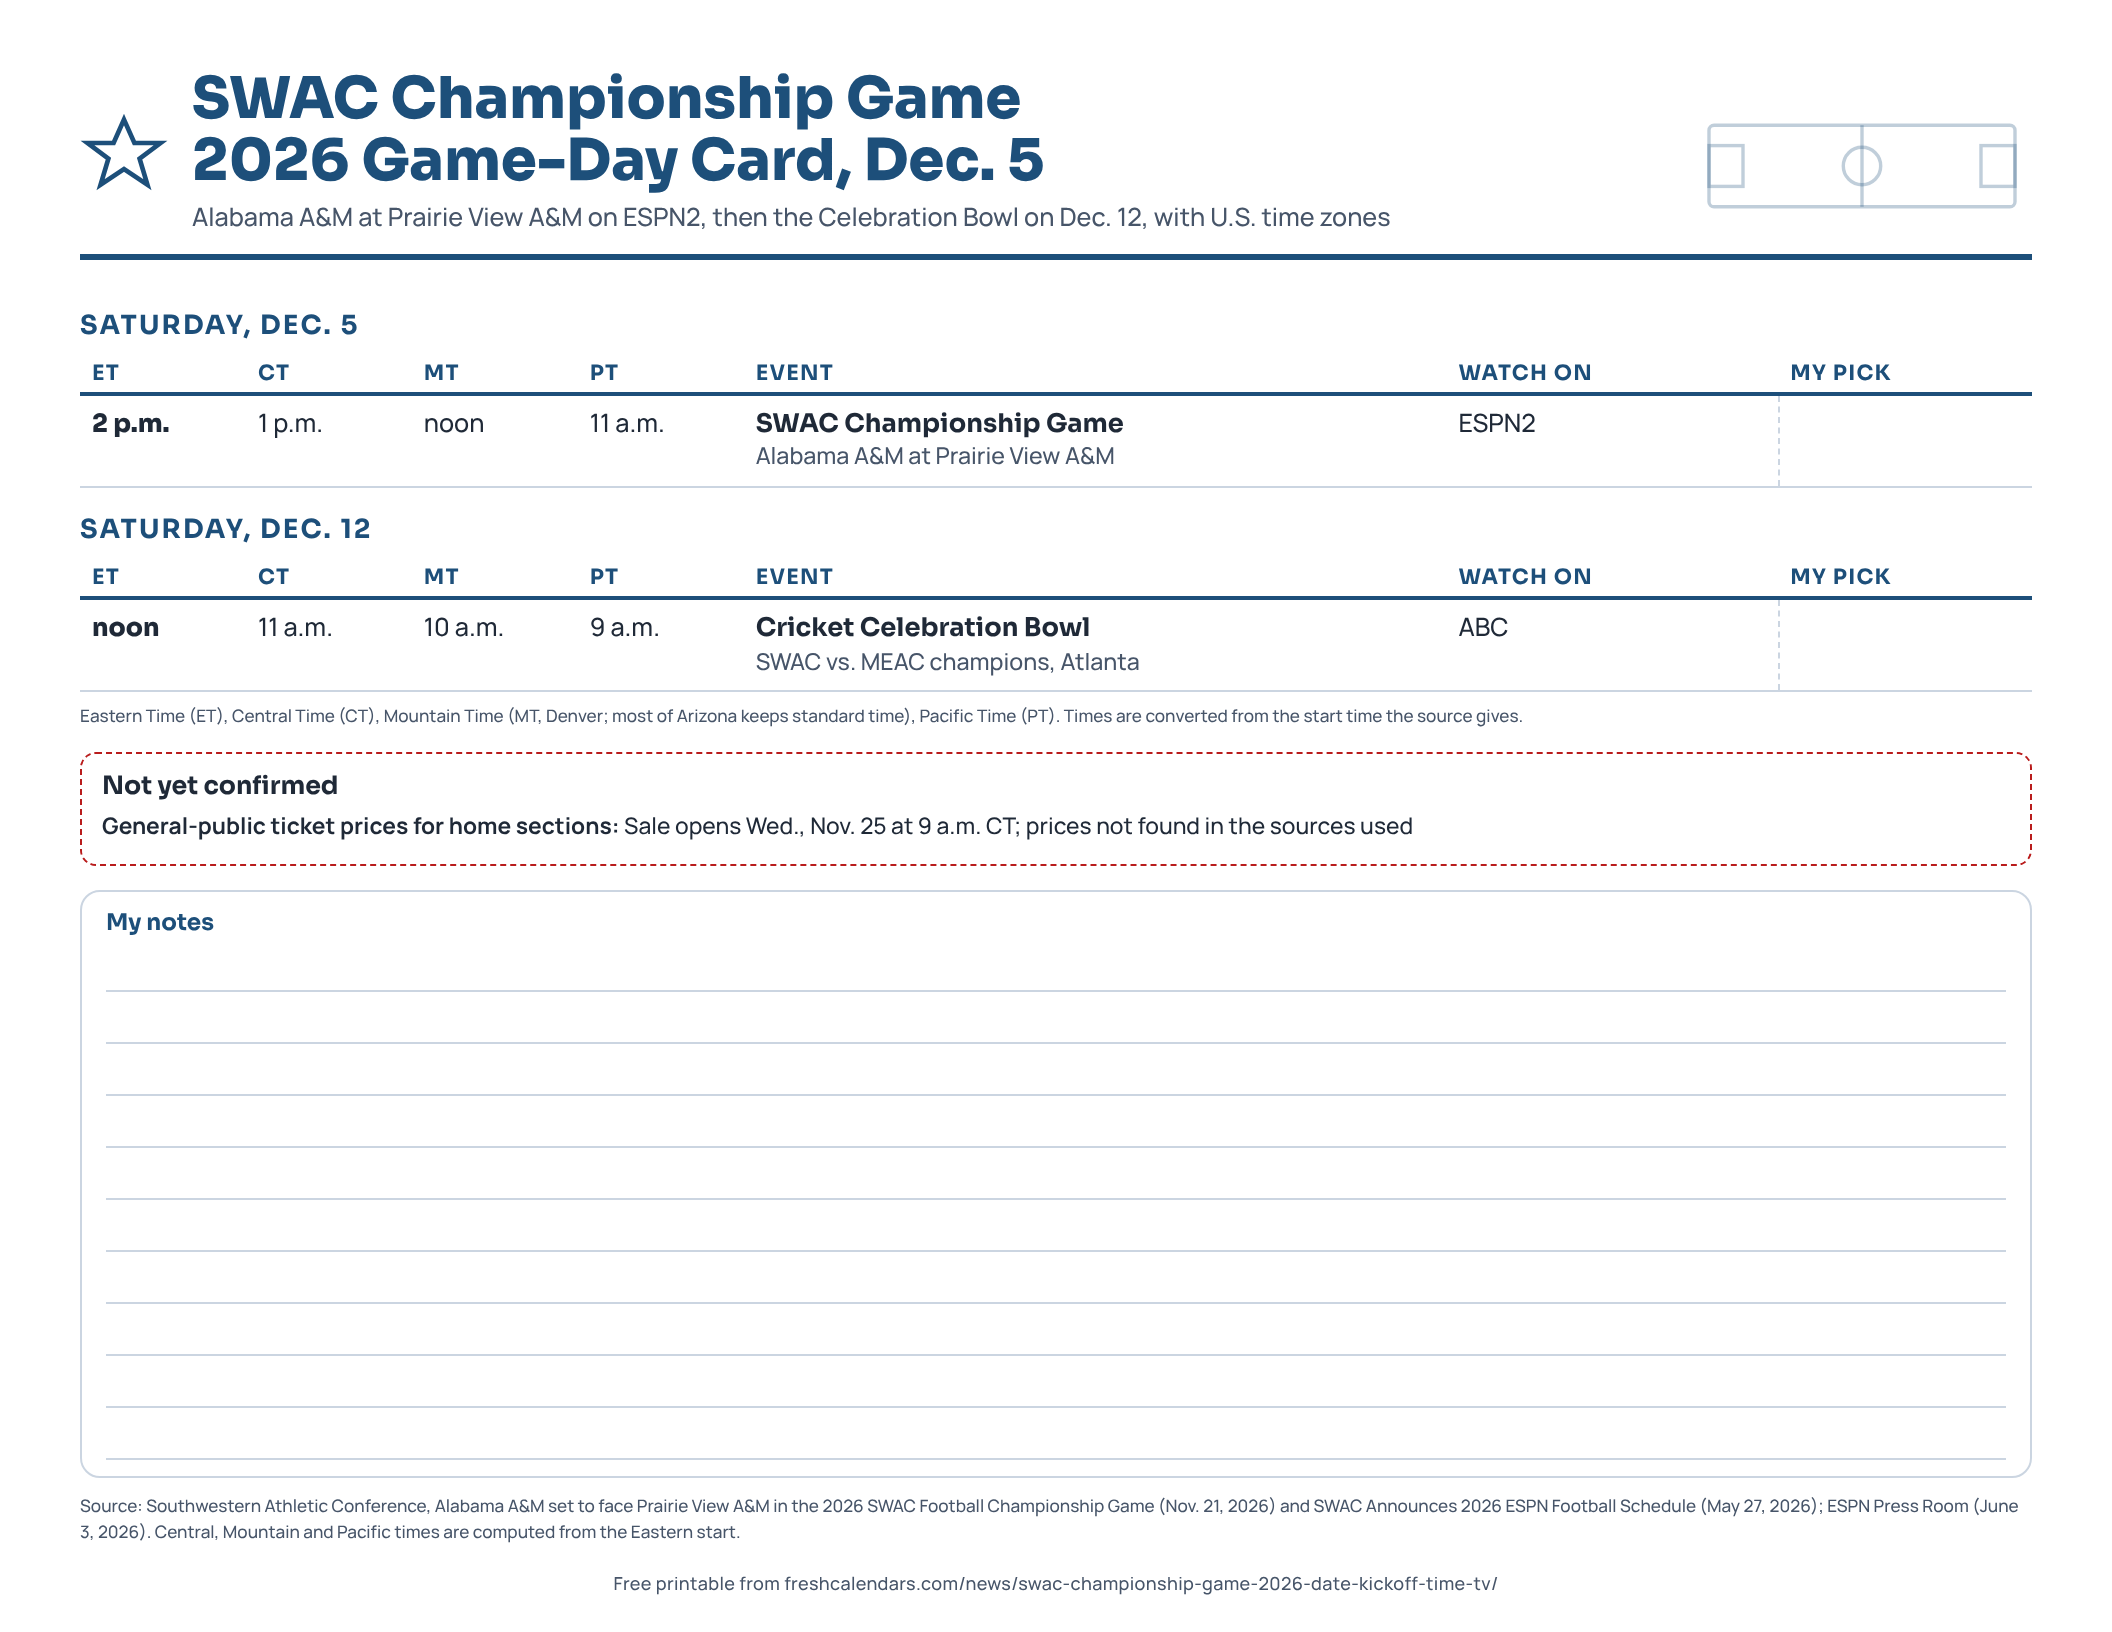 SWAC Championship Game
2026 Game-Day Card, Dec. 5
Alabama A&M at Prairie View A&M on ESPN2, then the Celebration Bowl on Dec. 12, with U.S. time zones
SATURDAY, DEC. 5
ET CT MT PT EVENT WATCH ON MY PICK
2 p.m. 1 p.m. noon 11 a.m. SWAC Championship Game ESPN2
Alabama A&M at Prairie View A&M
SATURDAY, DEC. 12
ET CT MT PT EVENT WATCH ON MY PICK
noon 11 a.m. 10 a.m. 9 a.m. Cricket Celebration Bowl ABC
SWAC vs. MEAC champions, Atlanta
Eastern Time (ET), Central Time (CT), Mountain Time (MT, Denver; most of Arizona keeps standard time), Pacific Time (PT). Times are converted from the start time the source gives.
Not yet confirmed
General-public ticket prices for home sections: Sale opens Wed., Nov. 25 at 9 a.m. CT; prices not found in the sources used
My notes
Source: Southwestern Athletic Conference, Alabama A&M set to face Prairie View A&M in the 2026 SWAC Football Championship Game (Nov. 21, 2026) and SWAC Announces 2026 ESPN Football Schedule (May 27, 2026); ESPN Press Room (June
3, 2026). Central, Mountain and Pacific times are computed from the Eastern start.
Free printable from freshcalendars.com/news/swac-championship-game-2026-date-kickoff-time-tv/